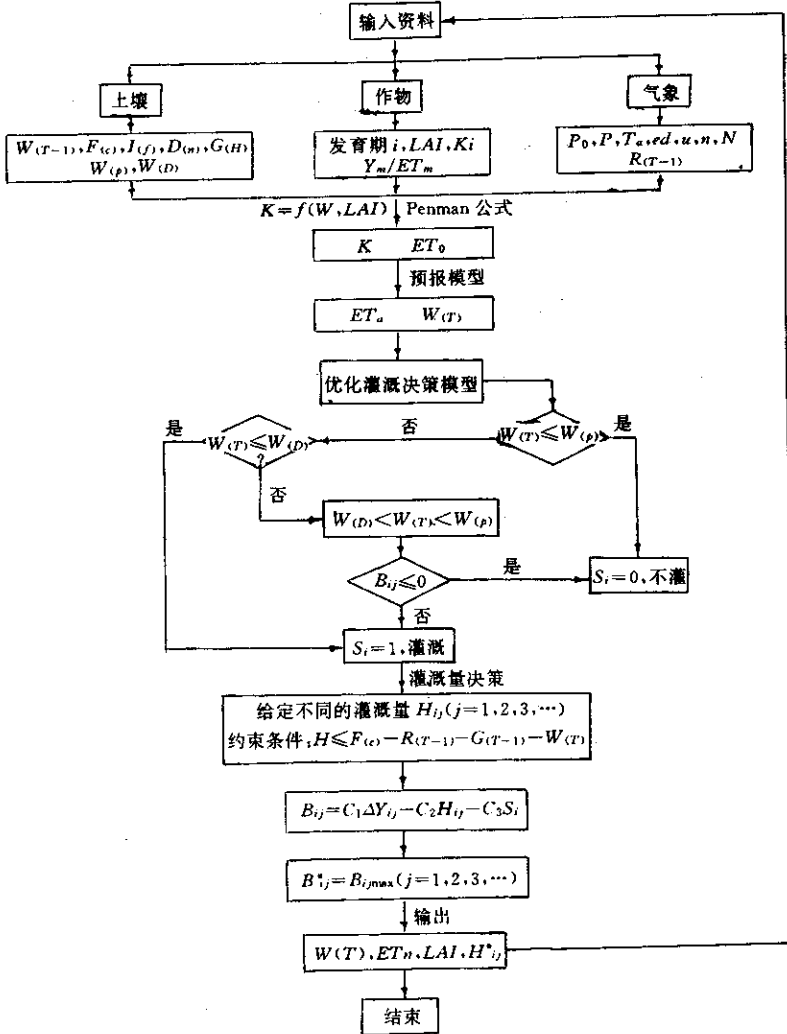 输入资料
土壤
作物
气象
W(T−1),F(c),I(f),D(n),G(H)
W(p),W(D)
发育期 i,LAI,Ki
Ym/ETm
P0,P,Ta,ed,u,n,N
R(T−1)
K=f(W,LAI) Penman 公式
K ET0
预报模型
ETa W(T)
优化灌溉决策模型
是
W(T)≤W(D)
?
否
W(T)≤W(p)
是
否
W(D)<W(T)<W(p)
Bij≤0
是
Si=0,不灌
否
Si=1,灌溉
灌溉量决策
给定不同的灌溉量 Hij(j=1,2,3,…)
约束条件:H≤F(c)−R(T−1)−G(T−1)−W(T)
Bij=C1ΔYij−C2Hij−C3Si
B*ij=Bijmax(j=1,2,3,…)
输出
W(T),ETn,LAI,H*ij
结束